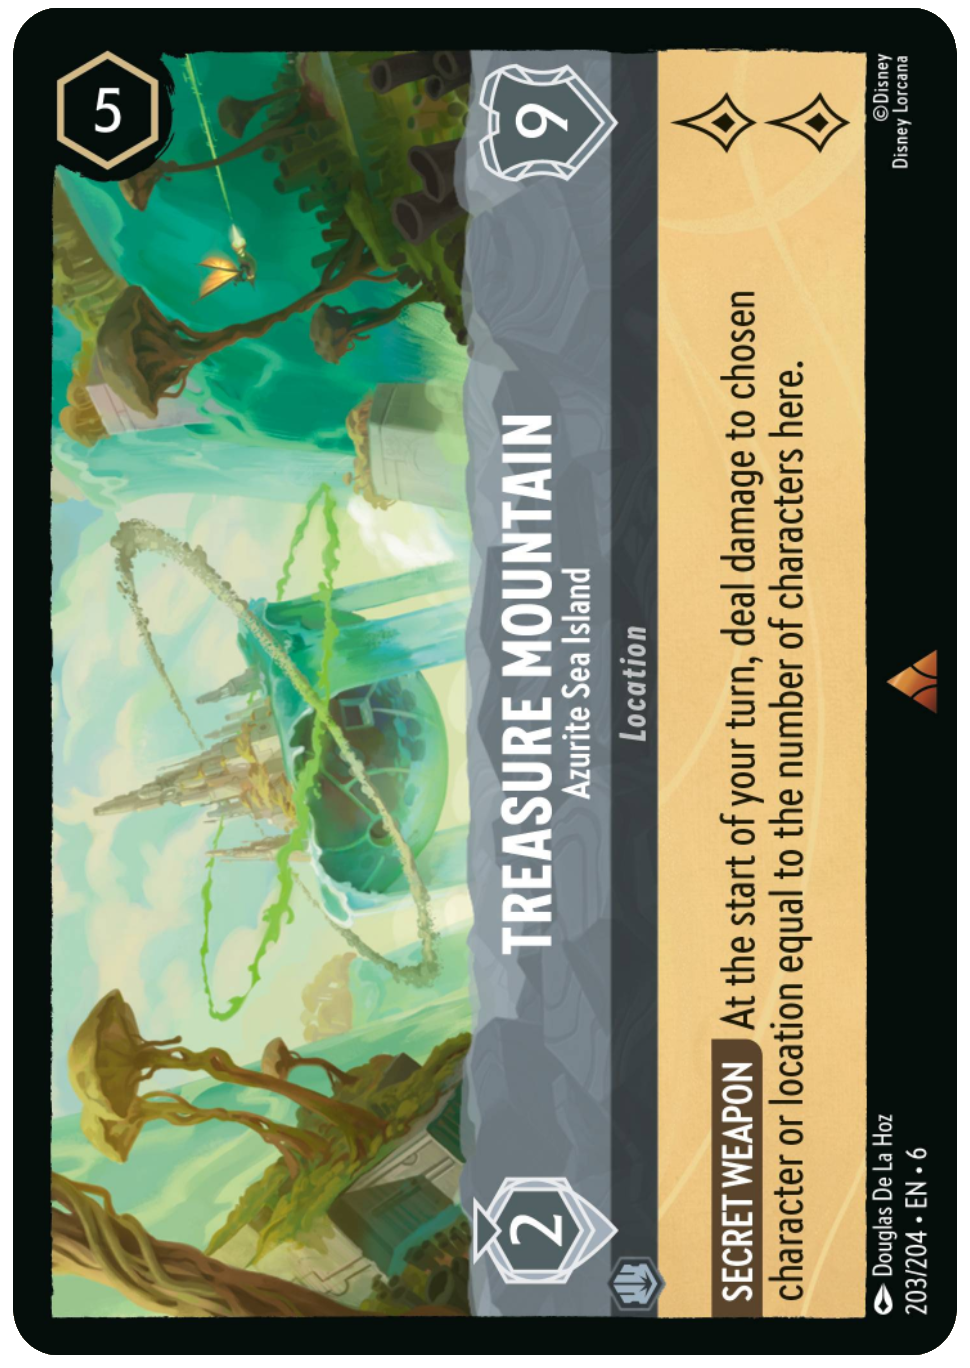 5
TREASURE MOUNTAIN
Azurite Sea Island
2
9
Location
SECRET WEAPON At the start of your turn, deal damage to chosen
character or location equal to the number of characters here.
Douglas De La Hoz
203/204 • EN • 6
©Disney
Disney Lorcana